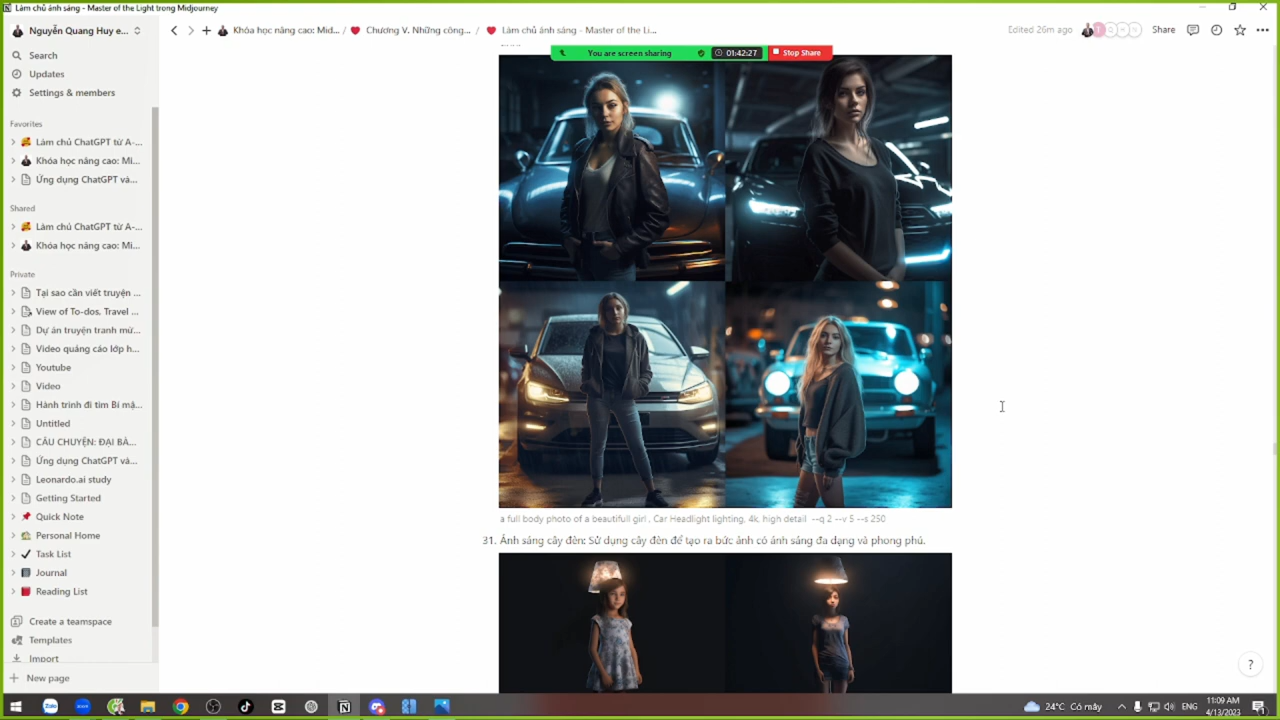 Làm chủ ánh sáng - Master of the Light trong Midjourney
Nguyễn Quang Huy e...
Khóa học nâng cao: Mid... / Chương V. Những công... / Làm chủ ánh sáng - Master of the Li...
Edited 26m ago
Share
You are screen sharing
01:42:27
Stop Share
Search
Updates
Settings & members
Favorites
Làm chủ ChatGPT từ A-...
Khóa học nâng cao: Mi...
Ứng dụng ChatGPT và...
Shared
Làm chủ ChatGPT từ A-...
Khóa học nâng cao: Mi...
Private
Tại sao cần viết truyện ...
View of To-dos, Travel ...
Dự án truyện tranh mừ...
Video quảng cáo lớp h...
Youtube
Video
Hành trình đi tìm Bí mậ...
Untitled
CÂU CHUYỆN: ĐẠI BÀ...
Ứng dụng ChatGPT và...
Leonardo.ai study
Getting Started
Quick Note
Personal Home
Task List
Journal
Reading List
Create a teamspace
Templates
Import
New page
a full body photo of a beautifull girl , Car Headlight lighting, 4k, high detail --q 2 --v 5 --s 250
31. Ánh sáng cây đèn: Sử dụng cây đèn để tạo ra bức ảnh có ánh sáng đa dạng và phong phú.
?
Zalo
zoom
24°C Có mây
ENG
11:09 AM
4/13/2023